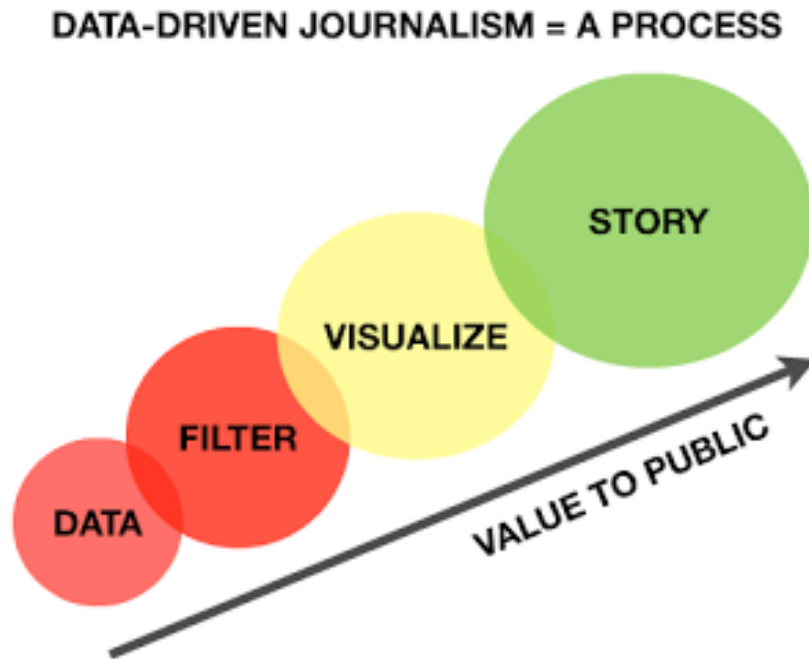 DATA-DRIVEN JOURNALISM = A PROCESS
STORY
VISUALIZE
FILTER
DATA
VALUE TO PUBLIC